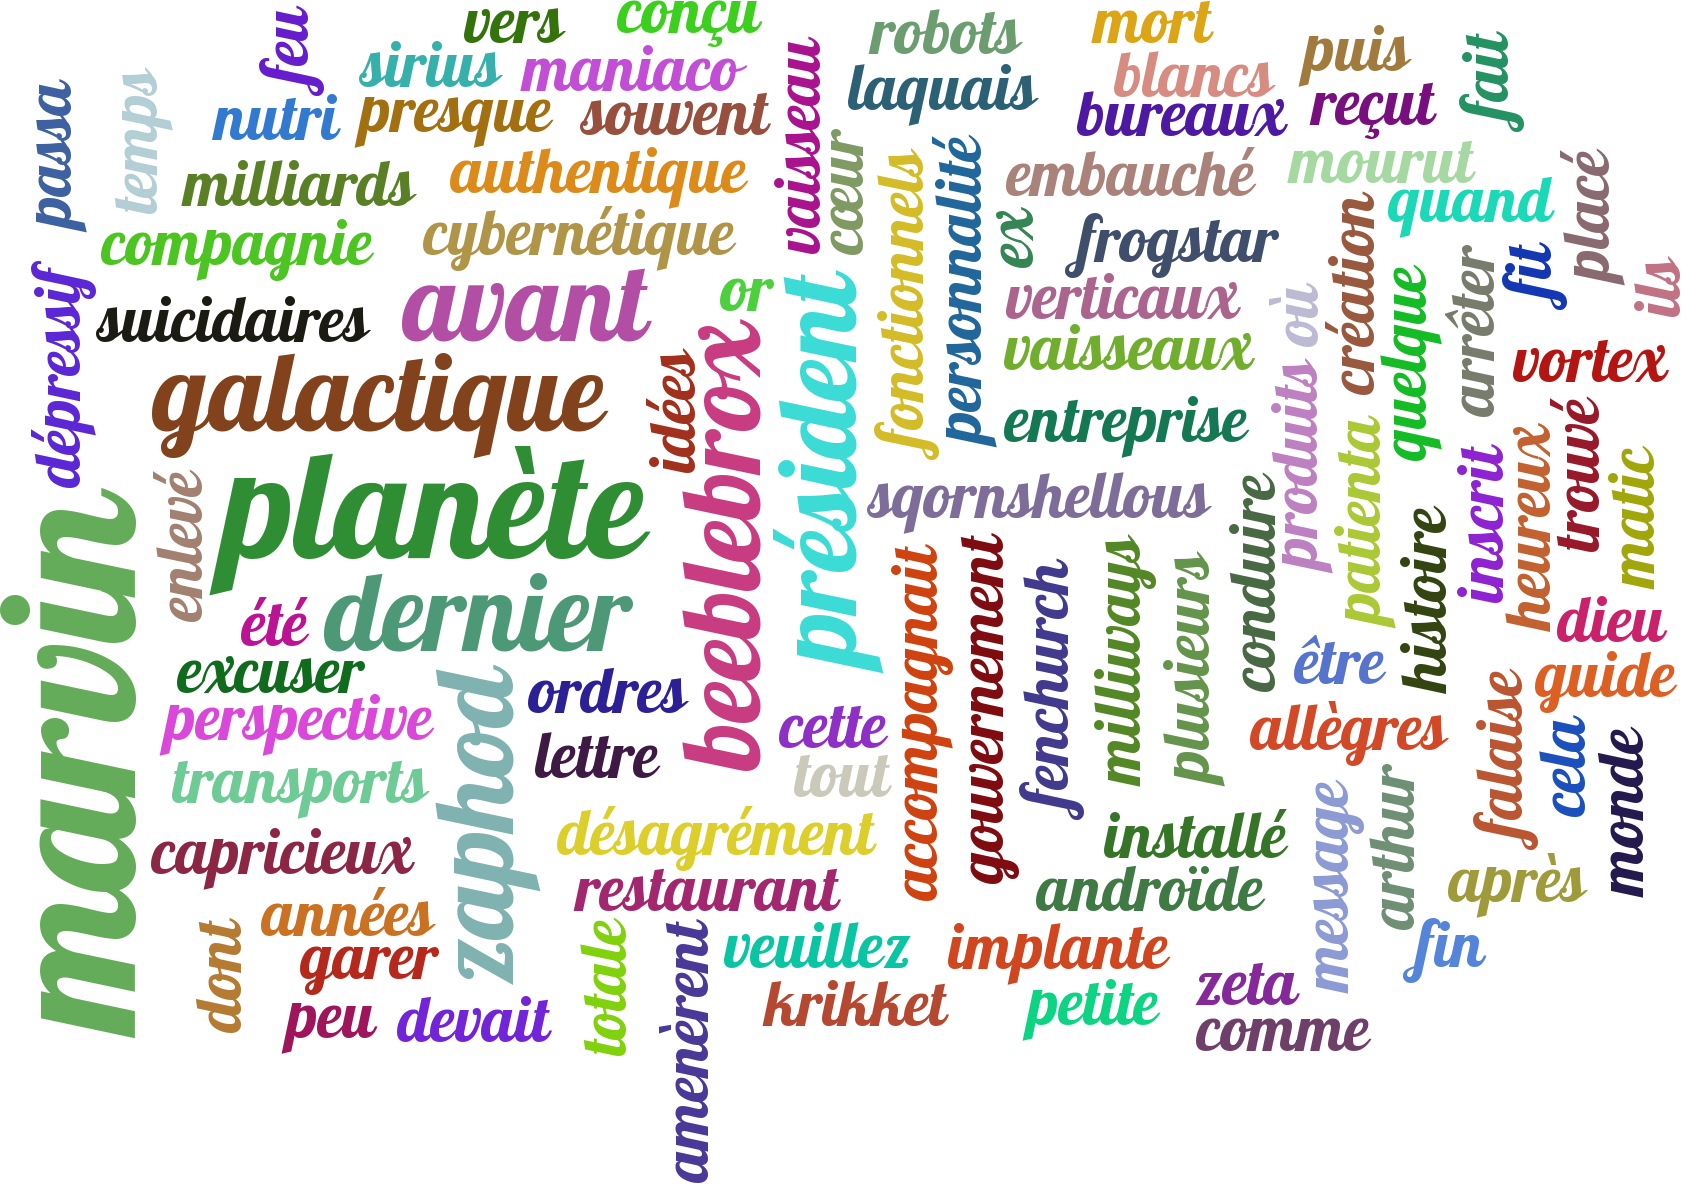 vers
conçu
robots
mort
feu
sirius
maniaco
vaisseau
laquais
blancs
puis
fait
passa
temps
nutri
presque
souvent
bureaux
reçut
milliards
authentique
cœur
fonctionnels
personnalité
embauché
mourut
placé
quand
compagnie
cybernétique
ex
frogstar
création
dépressif
suicidaires
avant
or
président
verticaux
où
quelque
arrêter
fit
ils
galactique
idées
beeblebrox
vaisseaux
vortex
entreprise
produits
patienta
heureux
trouvé
matic
planète
enlevé
sqornshellous
conduire
histoire
inscrit
marvin
été
dernier
accompagnait
gouvernement
fenchurch
milliways
plusieurs
être
dieu
excuser
zaphod
ordres
guide
perspective
cette
allègres
falaise
cela
monde
lettre
transports
tout
message
arthur
capricieux
désagrément
installé
restaurant
androïde
après
dont
années
garer
totale
amenèrent
veuillez
implante
fin
peu
devait
krikket
petite
zeta
comme